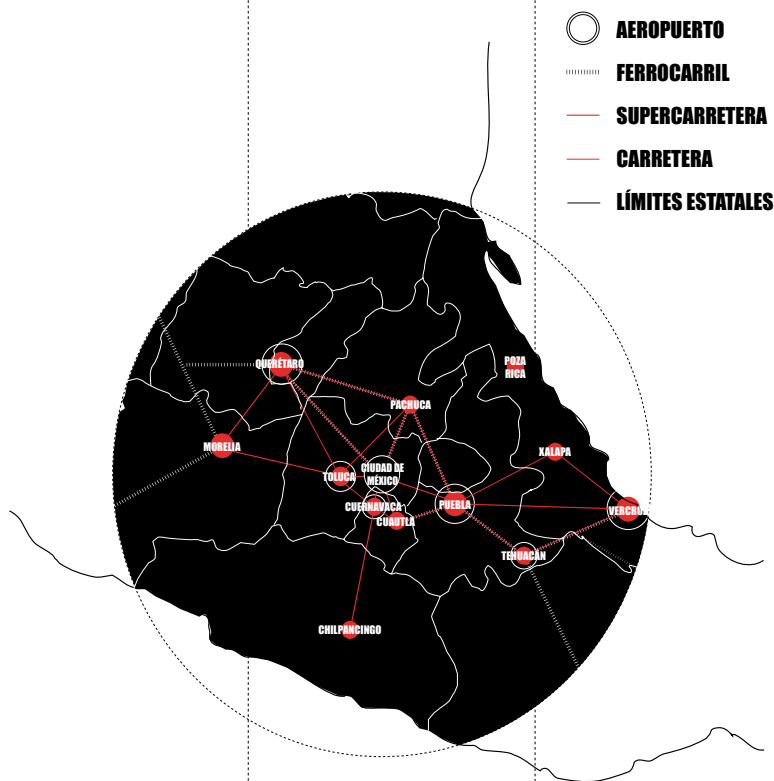 AEROPUERTO
FERROCARRIL
SUPERCARRETERA
CARRETERA
LÍMITES ESTATALES
QUERÉTARO
POZA
RICA
PACHUCA
MORELIA
XALAPA
CIUDAD DE
MÉXICO
TOLUCA
CUERNAVACA
PUEBLA
VERCRUZ
CUAUTLA
TEHUACÁN
CHILPANCINGO